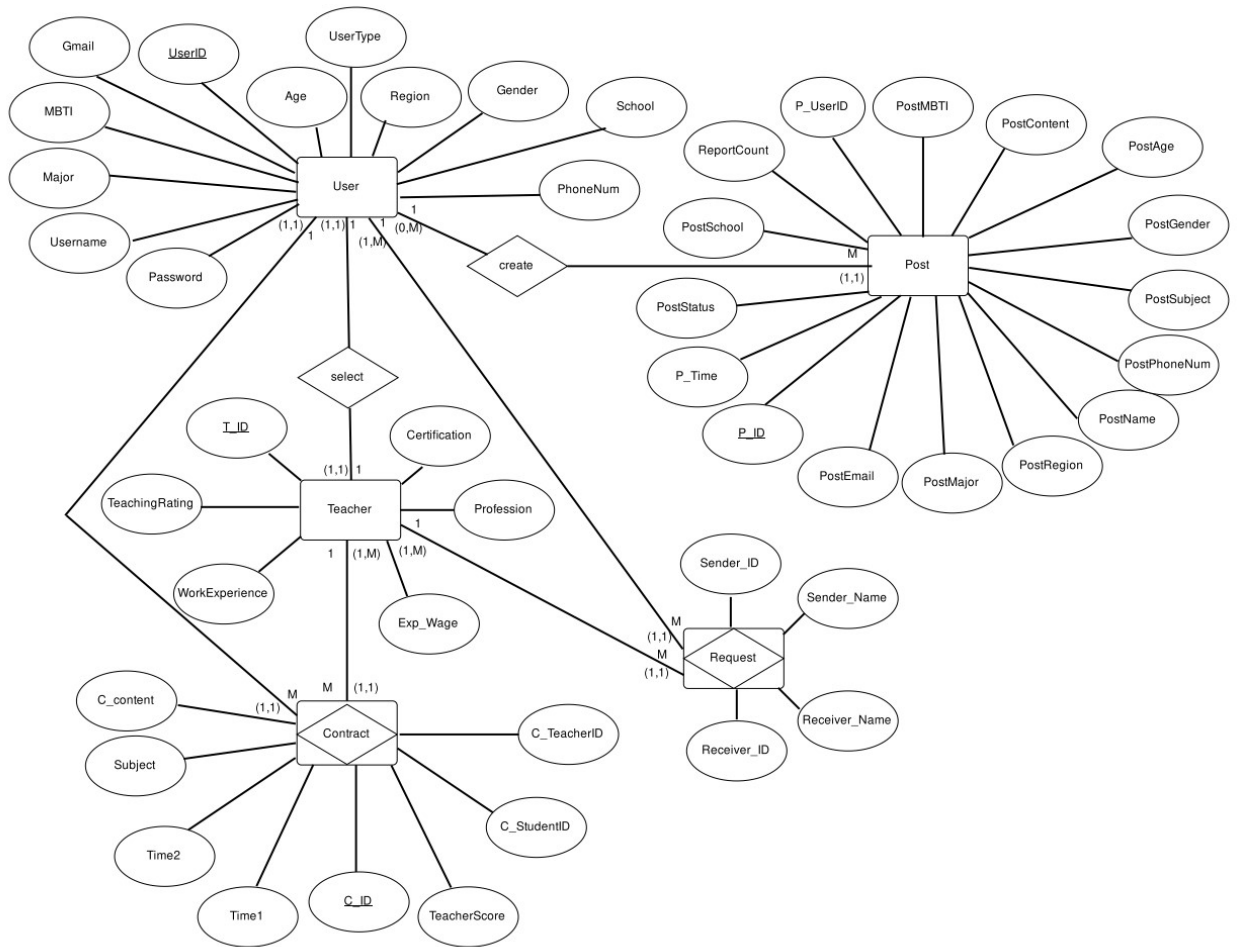 UserType
Gmail
UserID
Age
Region
Gender
School
MBTI
Major
User
PhoneNum
Username
Password
(1,1)
1
(1,1)
1
1
(1,M)
1
(0,M)
create
P_UserID
PostMBTI
PostContent
PostAge
ReportCount
PostSchool
PostGender
M
(1,1)
Post
PostSubject
PostStatus
PostPhoneNum
P_Time
PostName
P_ID
PostRegion
PostEmail
PostMajor
select
T_ID
Certification
(1,1)
1
TeachingRating
Teacher
Profession
1
(1,M)
1
(1,M)
WorkExperience
Exp_Wage
Sender_ID
Sender_Name
M
(1,1)
M
(1,1)
Request
Receiver_Name
Receiver_ID
M
(1,1)
M
(1,1)
C_content
Contract
C_TeacherID
Subject
C_StudentID
Time2
Time1
C_ID
TeacherScore